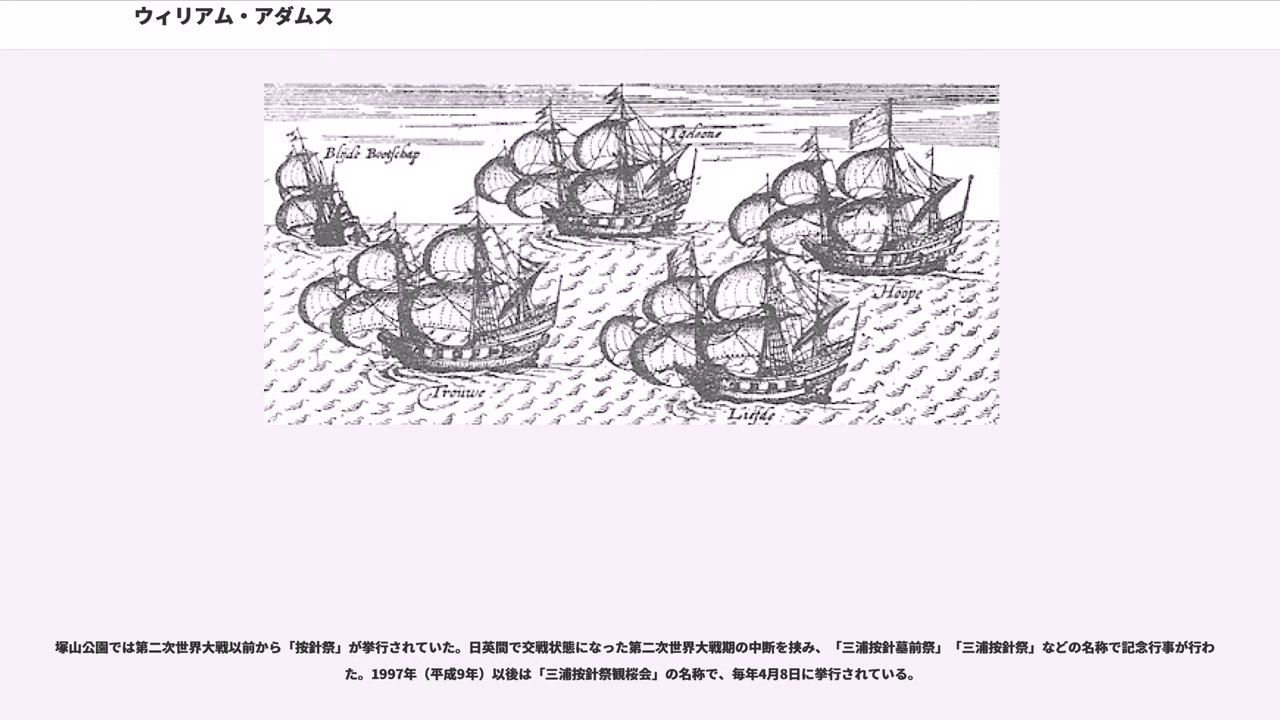 ウィリアム・アダムス
Blijde Bootschap
Trouwe
Liefde
Hoope
塚山公園では第二次世界大戦以前から「按針祭」が挙行されていた。日英間で交戦状態になった第二次世界大戦期の中断を挟み、「三浦按針墓前祭」「三浦按針祭」などの名称で記念行事が行わ
た。1997年（平成9年）以後は「三浦按針祭観桜会」の名称で、毎年4月8日に挙行されている。